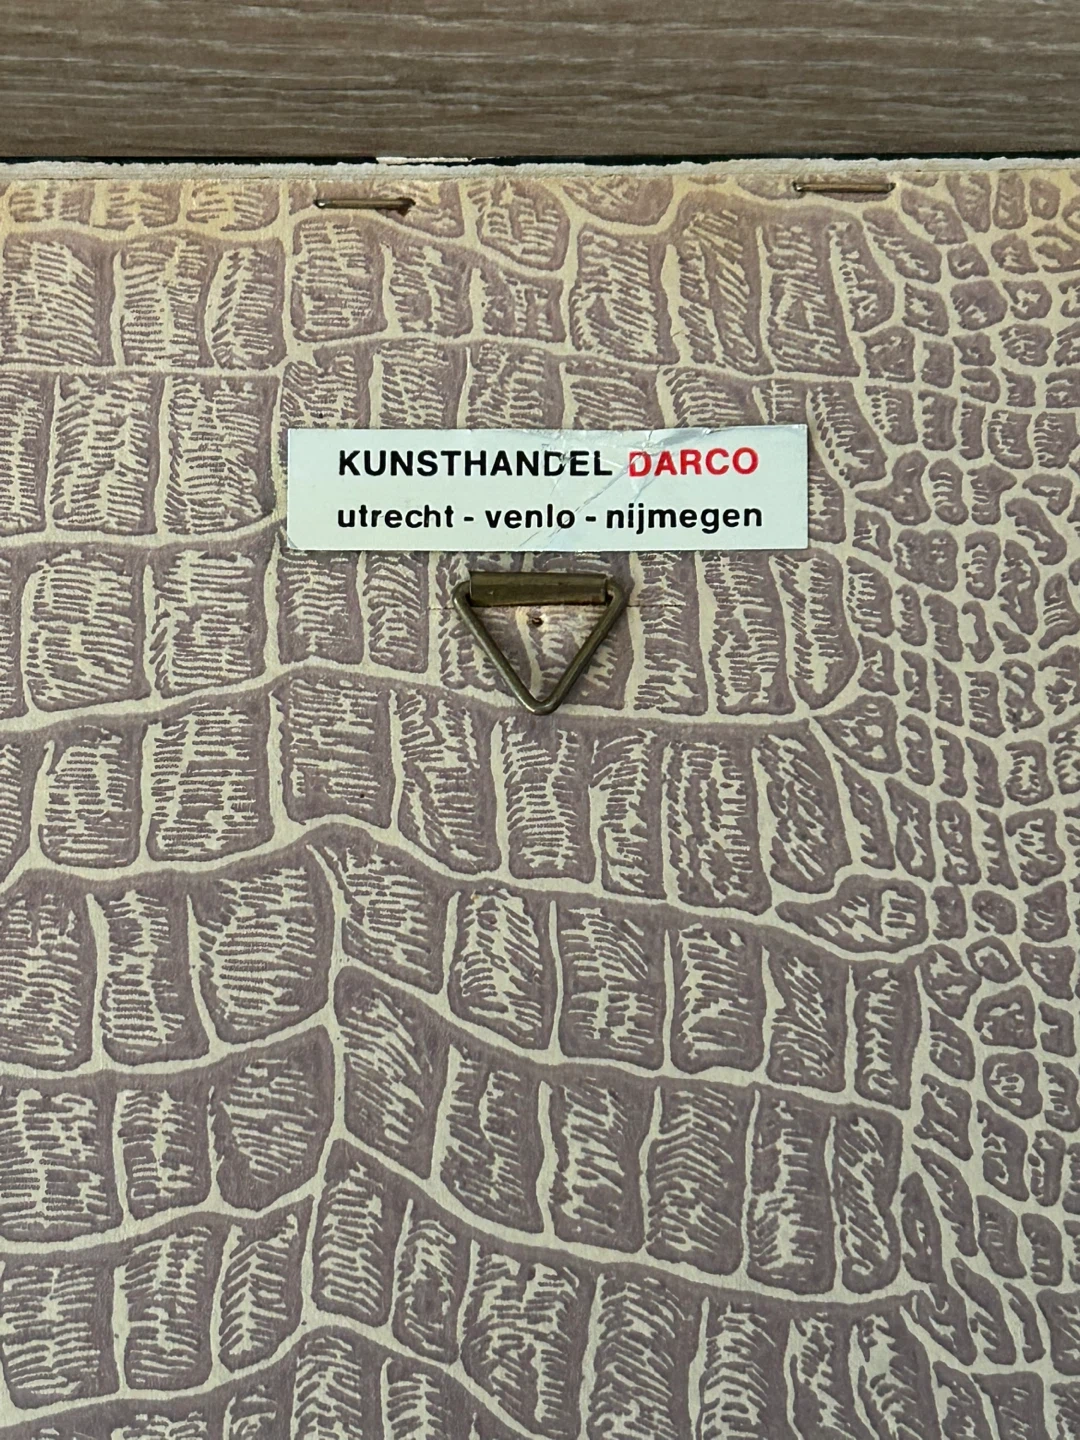 KUNSTHANDEL DARCO
utrecht - venlo - nijmegen